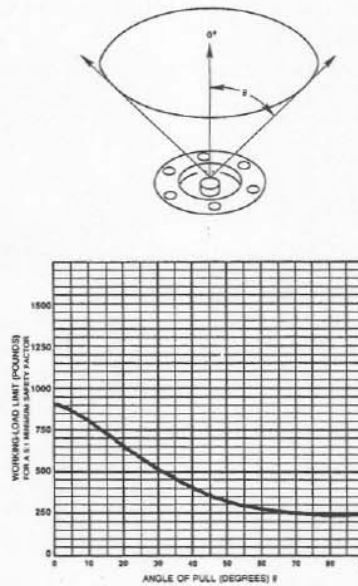 0°
θ
1500
1250
1000
750
500
250
0
WORKING-LOAD LIMIT (POUNDS)
FOR A 5:1 MINIMUM SAFETY FACTOR
0 10 20 30 40 50 60 70 80
ANGLE OF PULL (DEGREES) θ